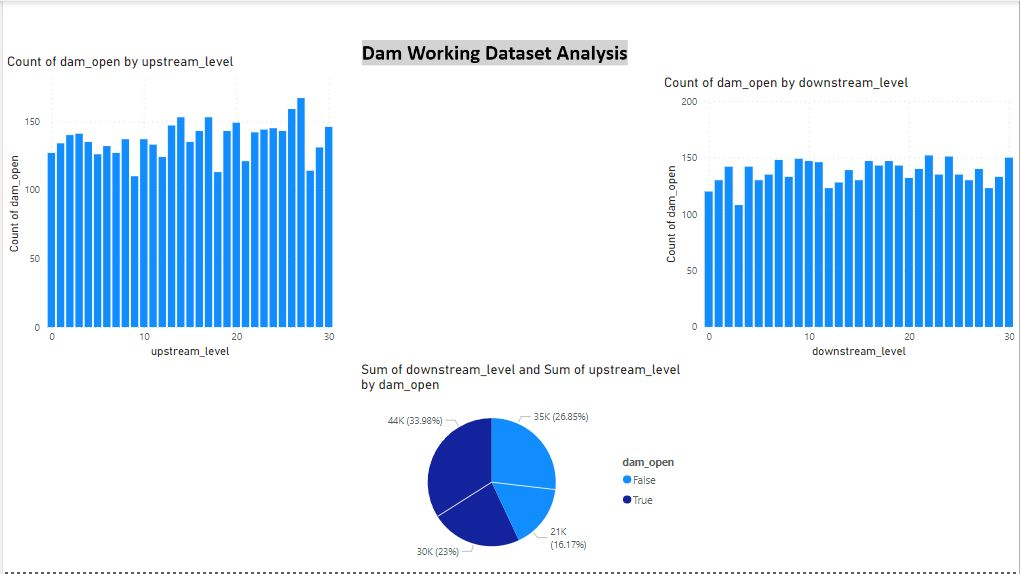 Dam Working Dataset Analysis
Count of dam_open by upstream_level
Count of dam_open
150
100
50
0
0 10 20 30
upstream_level
Count of dam_open by downstream_level
Count of dam_open
200
150
100
50
0
0 10 20 30
downstream_level
Sum of downstream_level and Sum of upstream_level
by dam_open
44K (33.98%)
35K (26.85%)
30K (23%)
21K
(16.17%)
dam_open
False
True